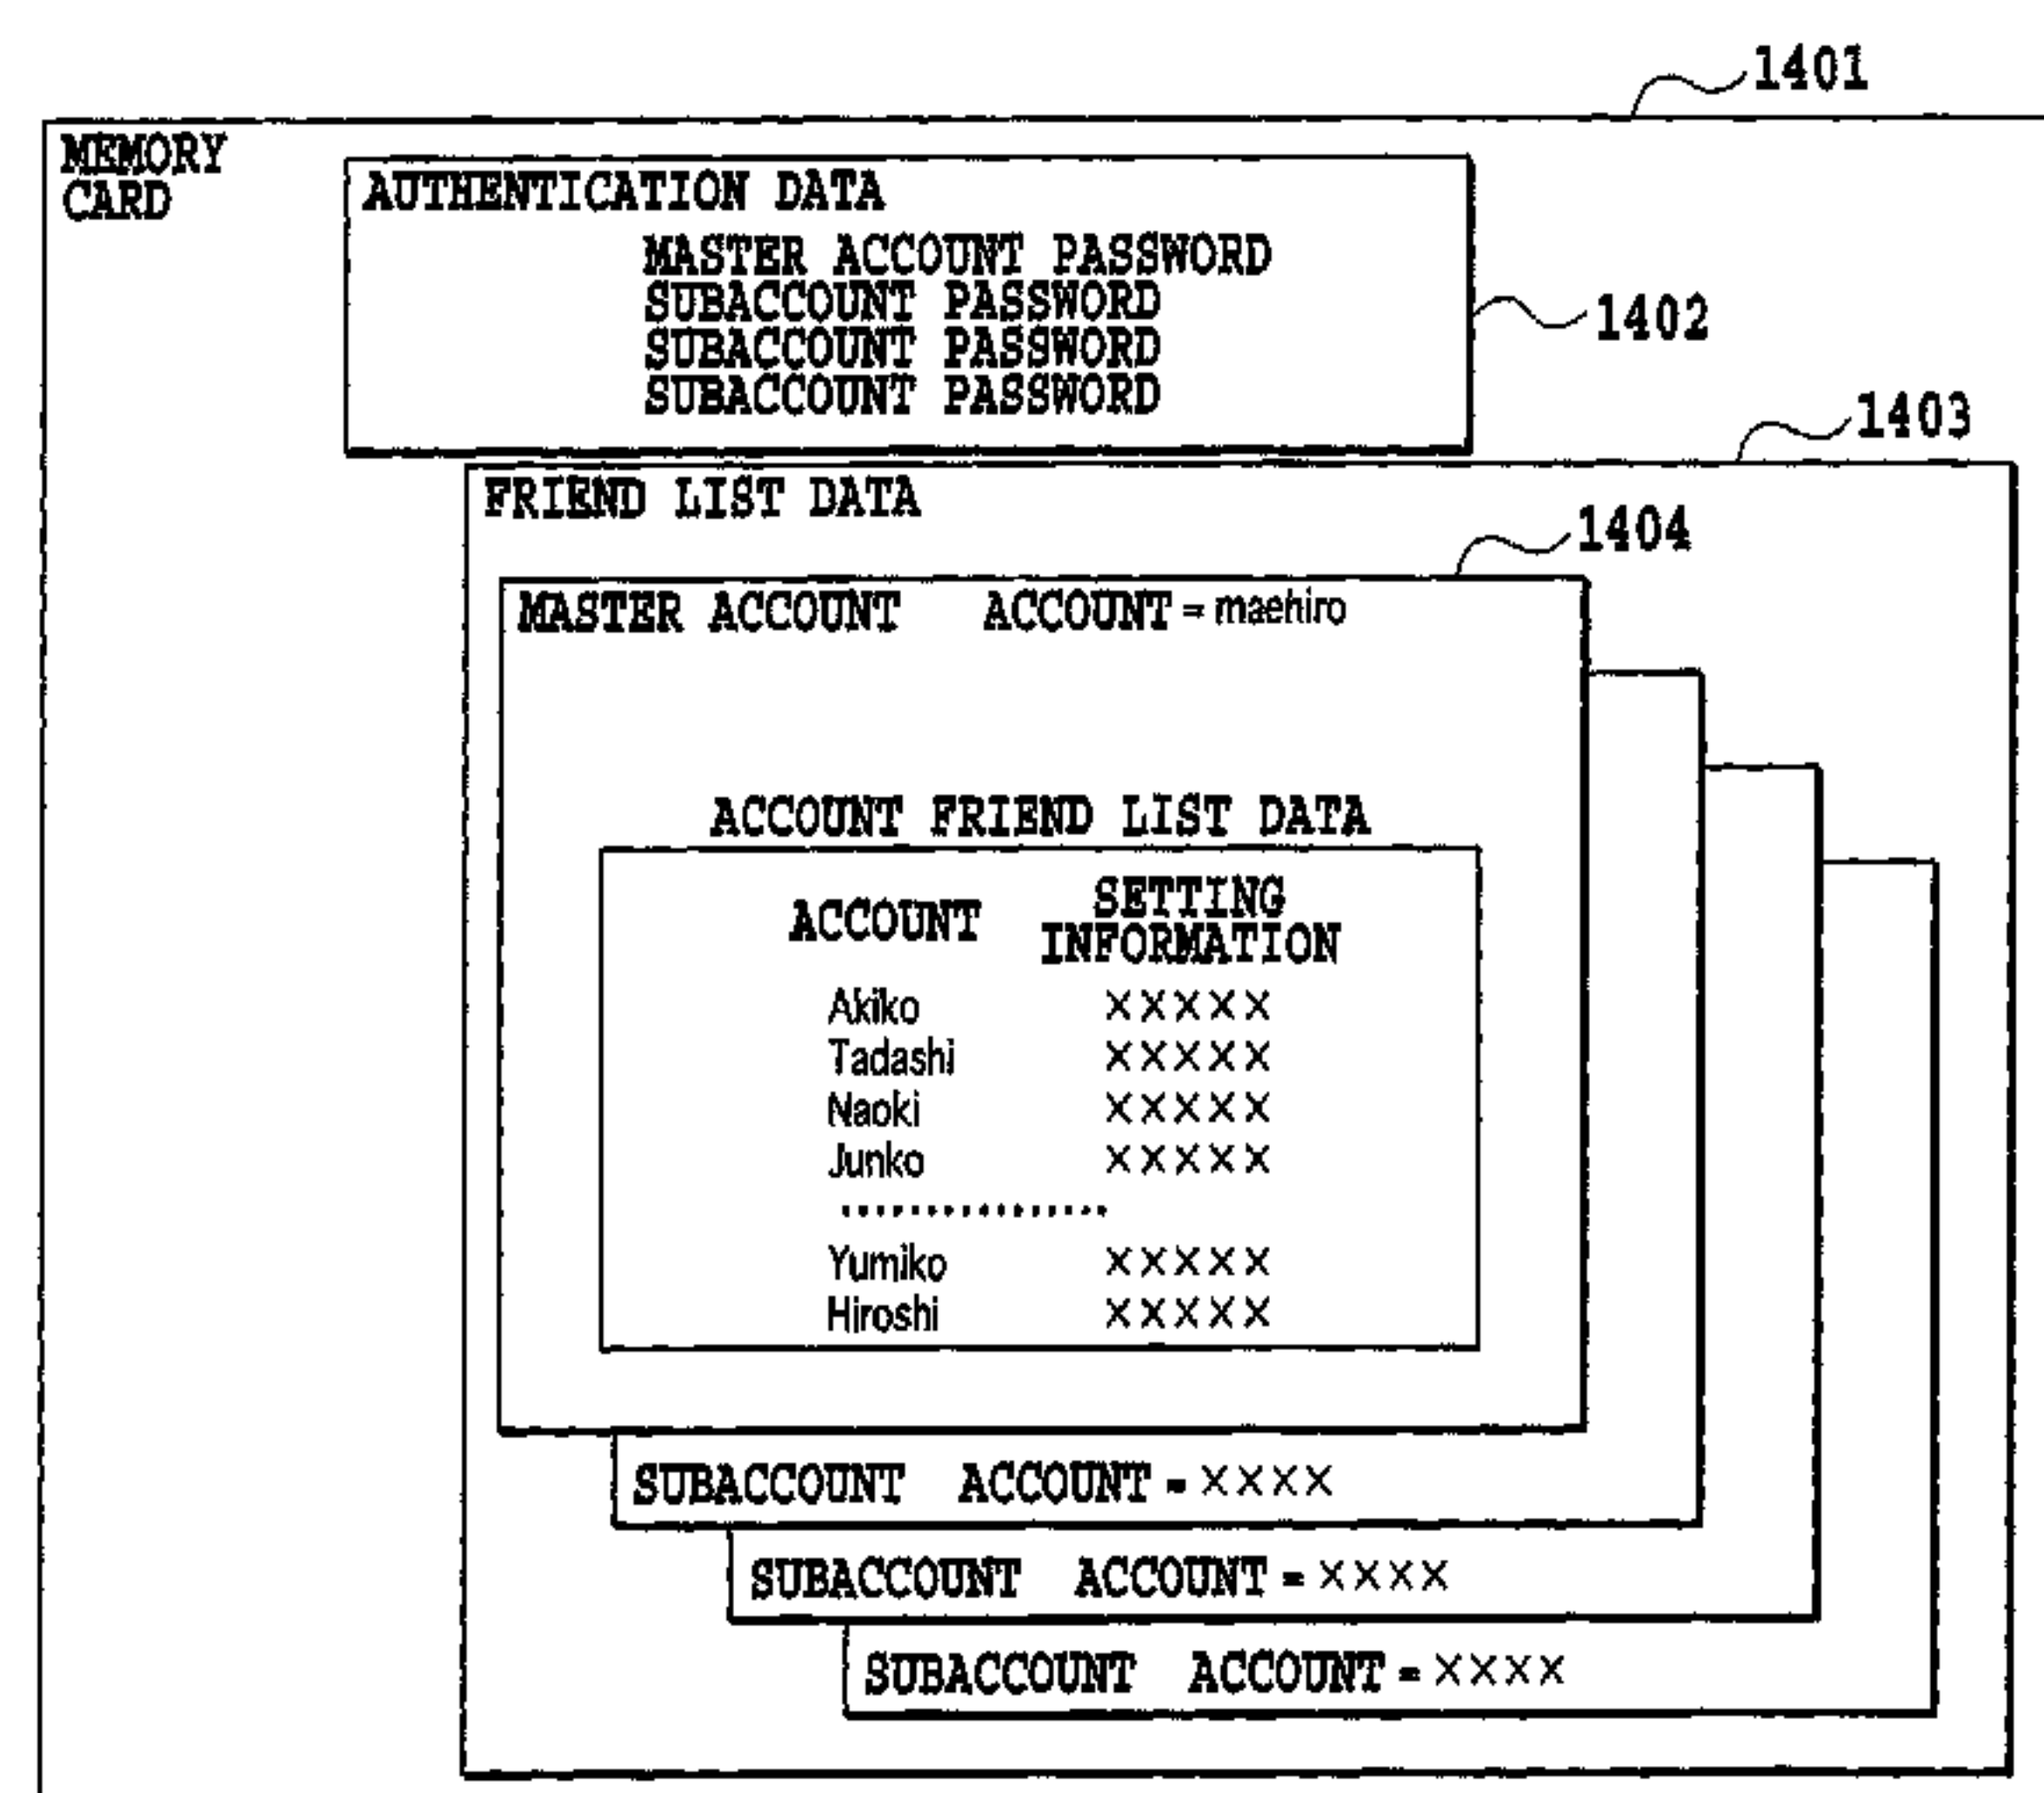 1401
MEMORY
CARD
AUTHENTICATION DATA
MASTER ACCOUNT PASSWORD
SUBACCOUNT PASSWORD
SUBACCOUNT PASSWORD
SUBACCOUNT PASSWORD
1402
1403
FRIEND LIST DATA
1404
MASTER ACCOUNT ACCOUNT = maehiro
ACCOUNT FRIEND LIST DATA
ACCOUNT SETTING
INFORMATION
Akiko ×××××
Tadashi ×××××
Naoki ×××××
Junko ×××××
················
Yumiko ×××××
Hiroshi ×××××
SUBACCOUNT ACCOUNT = ××××
SUBACCOUNT ACCOUNT = ××××
SUBACCOUNT ACCOUNT = ××××